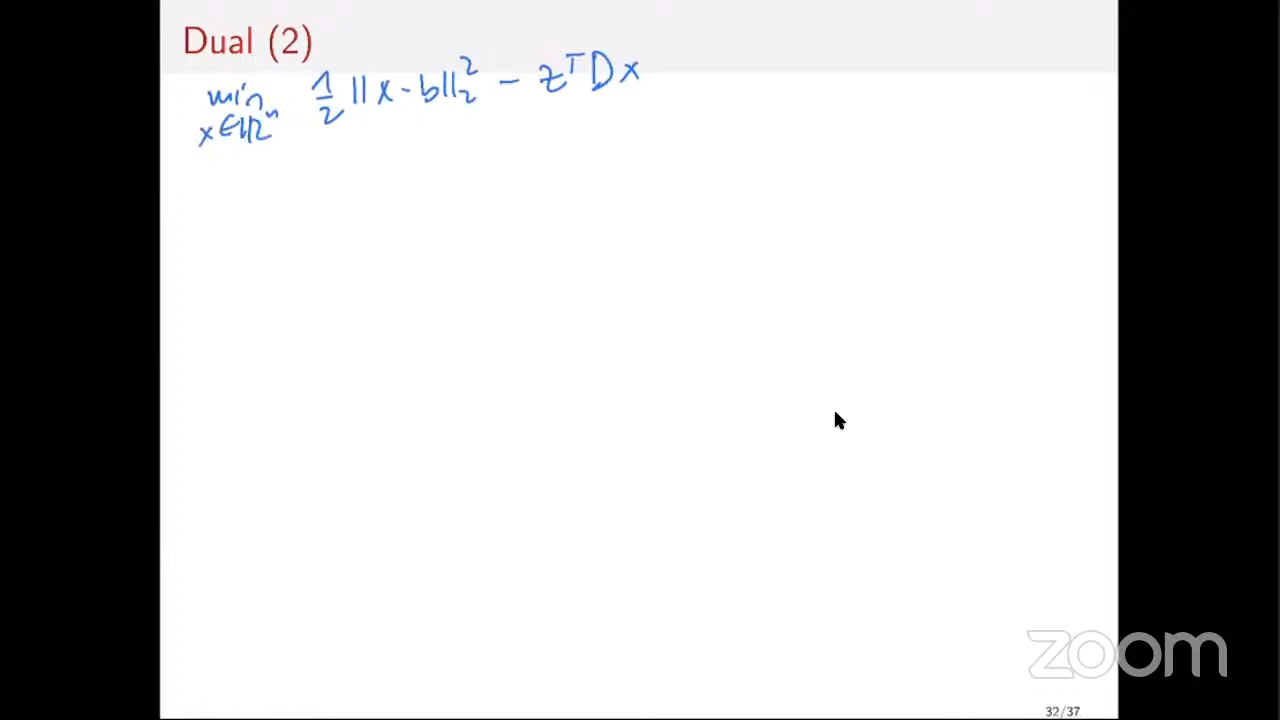 Dual (2)
min 1/2 ||x - b||₂² - zᵀDx
x∈ℝⁿ
32/37
zoom